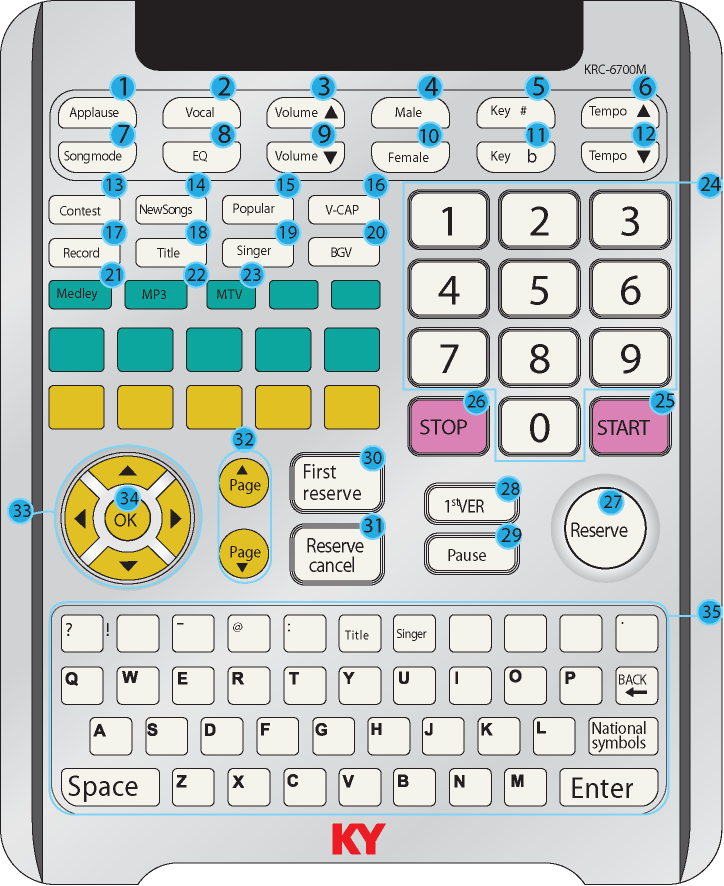 KRC-6700M
1 2 3 4 5 6
Applause Vocal Volume ▲ Male Key # Tempo ▲
7 8 9 10 11 12
Songmode EQ Volume ▼ Female Key b Tempo ▼
13 14 15 16 24
Contest NewSongs Popular V-CAP
17 18 19 20
Record Title Singer BGV
21 22 23
Medley MP3 MTV
1 2 3
4 5 6
7 8 9
26 25
STOP 0 START
32 30
33 34 OK
▲ Page
First
reserve
28
1stVER
27
Reserve
31
Page ▼
Reserve
cancel
29
Pause
35
? ! – @ : Title Singer .
Q W E R T Y U I O P BACK
A S D F G H J K L National
symbols
Space Z X C V B N M Enter
KY